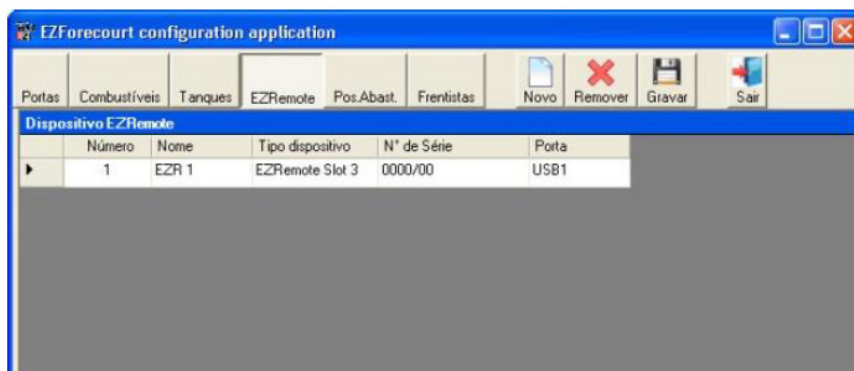 EZForecourt configuration application
Portas Combustíveis Tanques EZRemote Pos.Abast. Frentistas Novo Remover Gravar Sair
Dispositivo EZRemote
Número Nome Tipo dispositivo N° de Série Porta
1 EZR 1 EZRemote Slot 3 0000/00 USB1